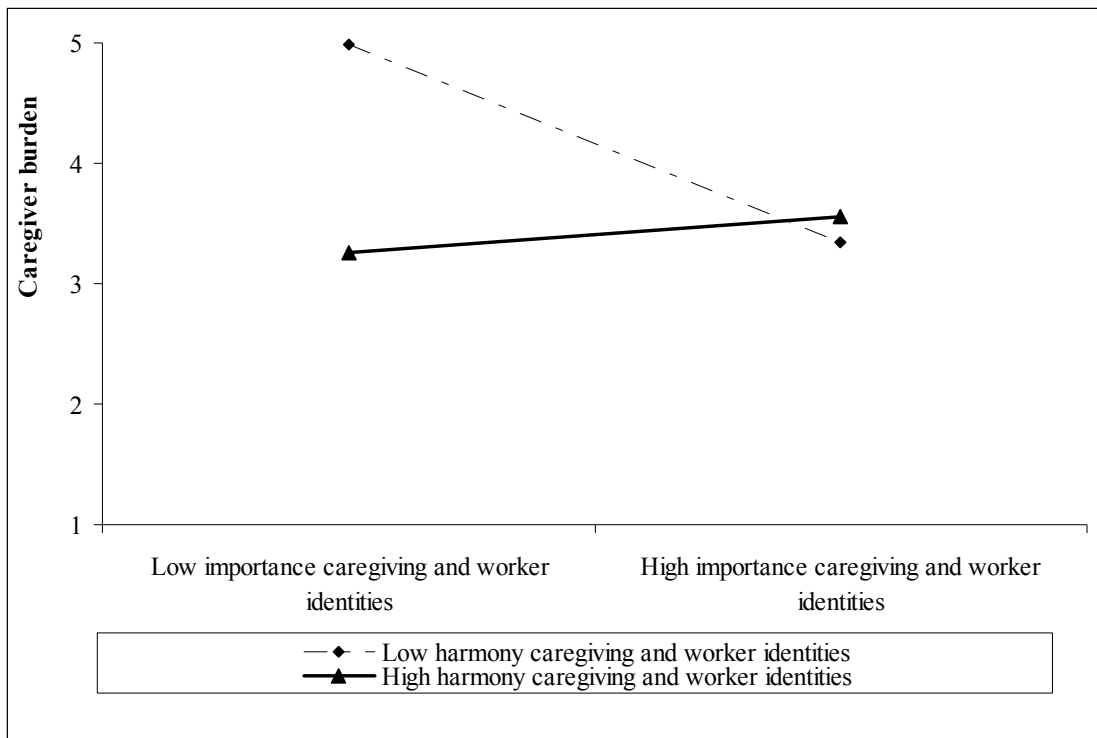 5
4
3
2
1
Caregiver burden
Low importance caregiving and worker
identities
High importance caregiving and worker
identities
Low harmony caregiving and worker identities
High harmony caregiving and worker identities